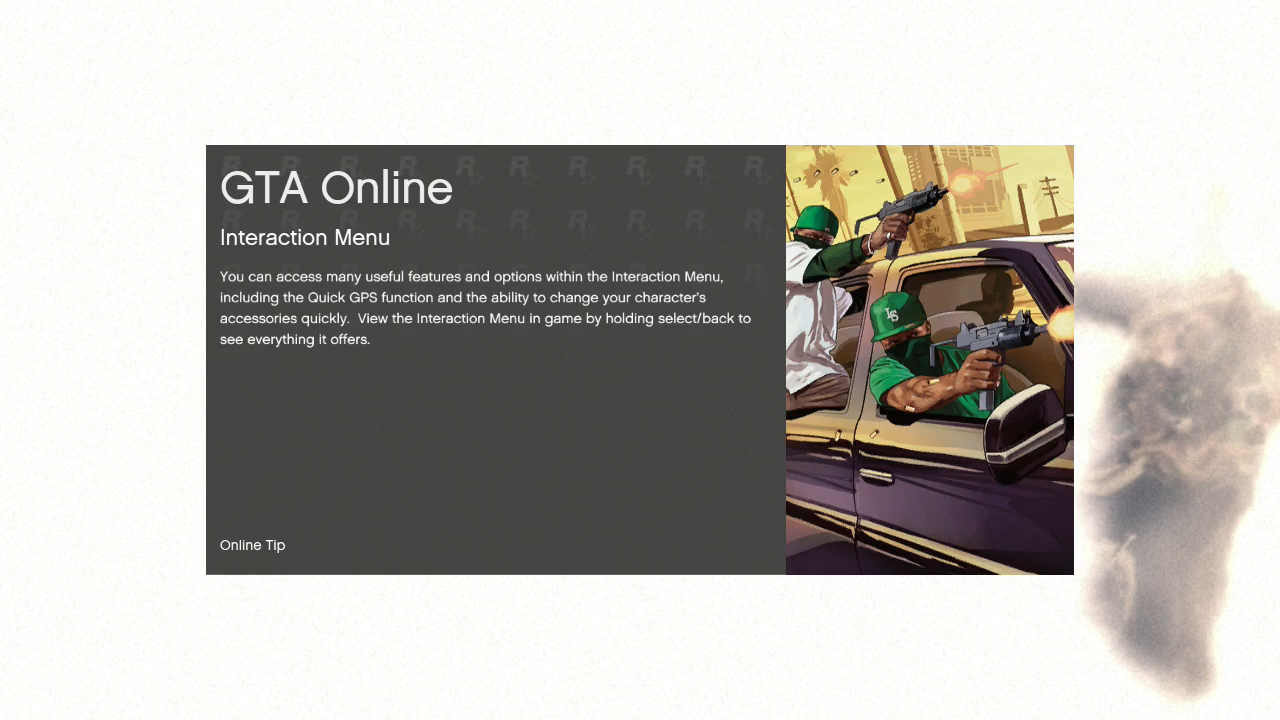 GTA Online
Interaction Menu
You can access many useful features and options within the Interaction Menu,
including the Quick GPS function and the ability to change your character's
accessories quickly.  View the Interaction Menu in game by holding select/back to
see everything it offers.
Online Tip
LS